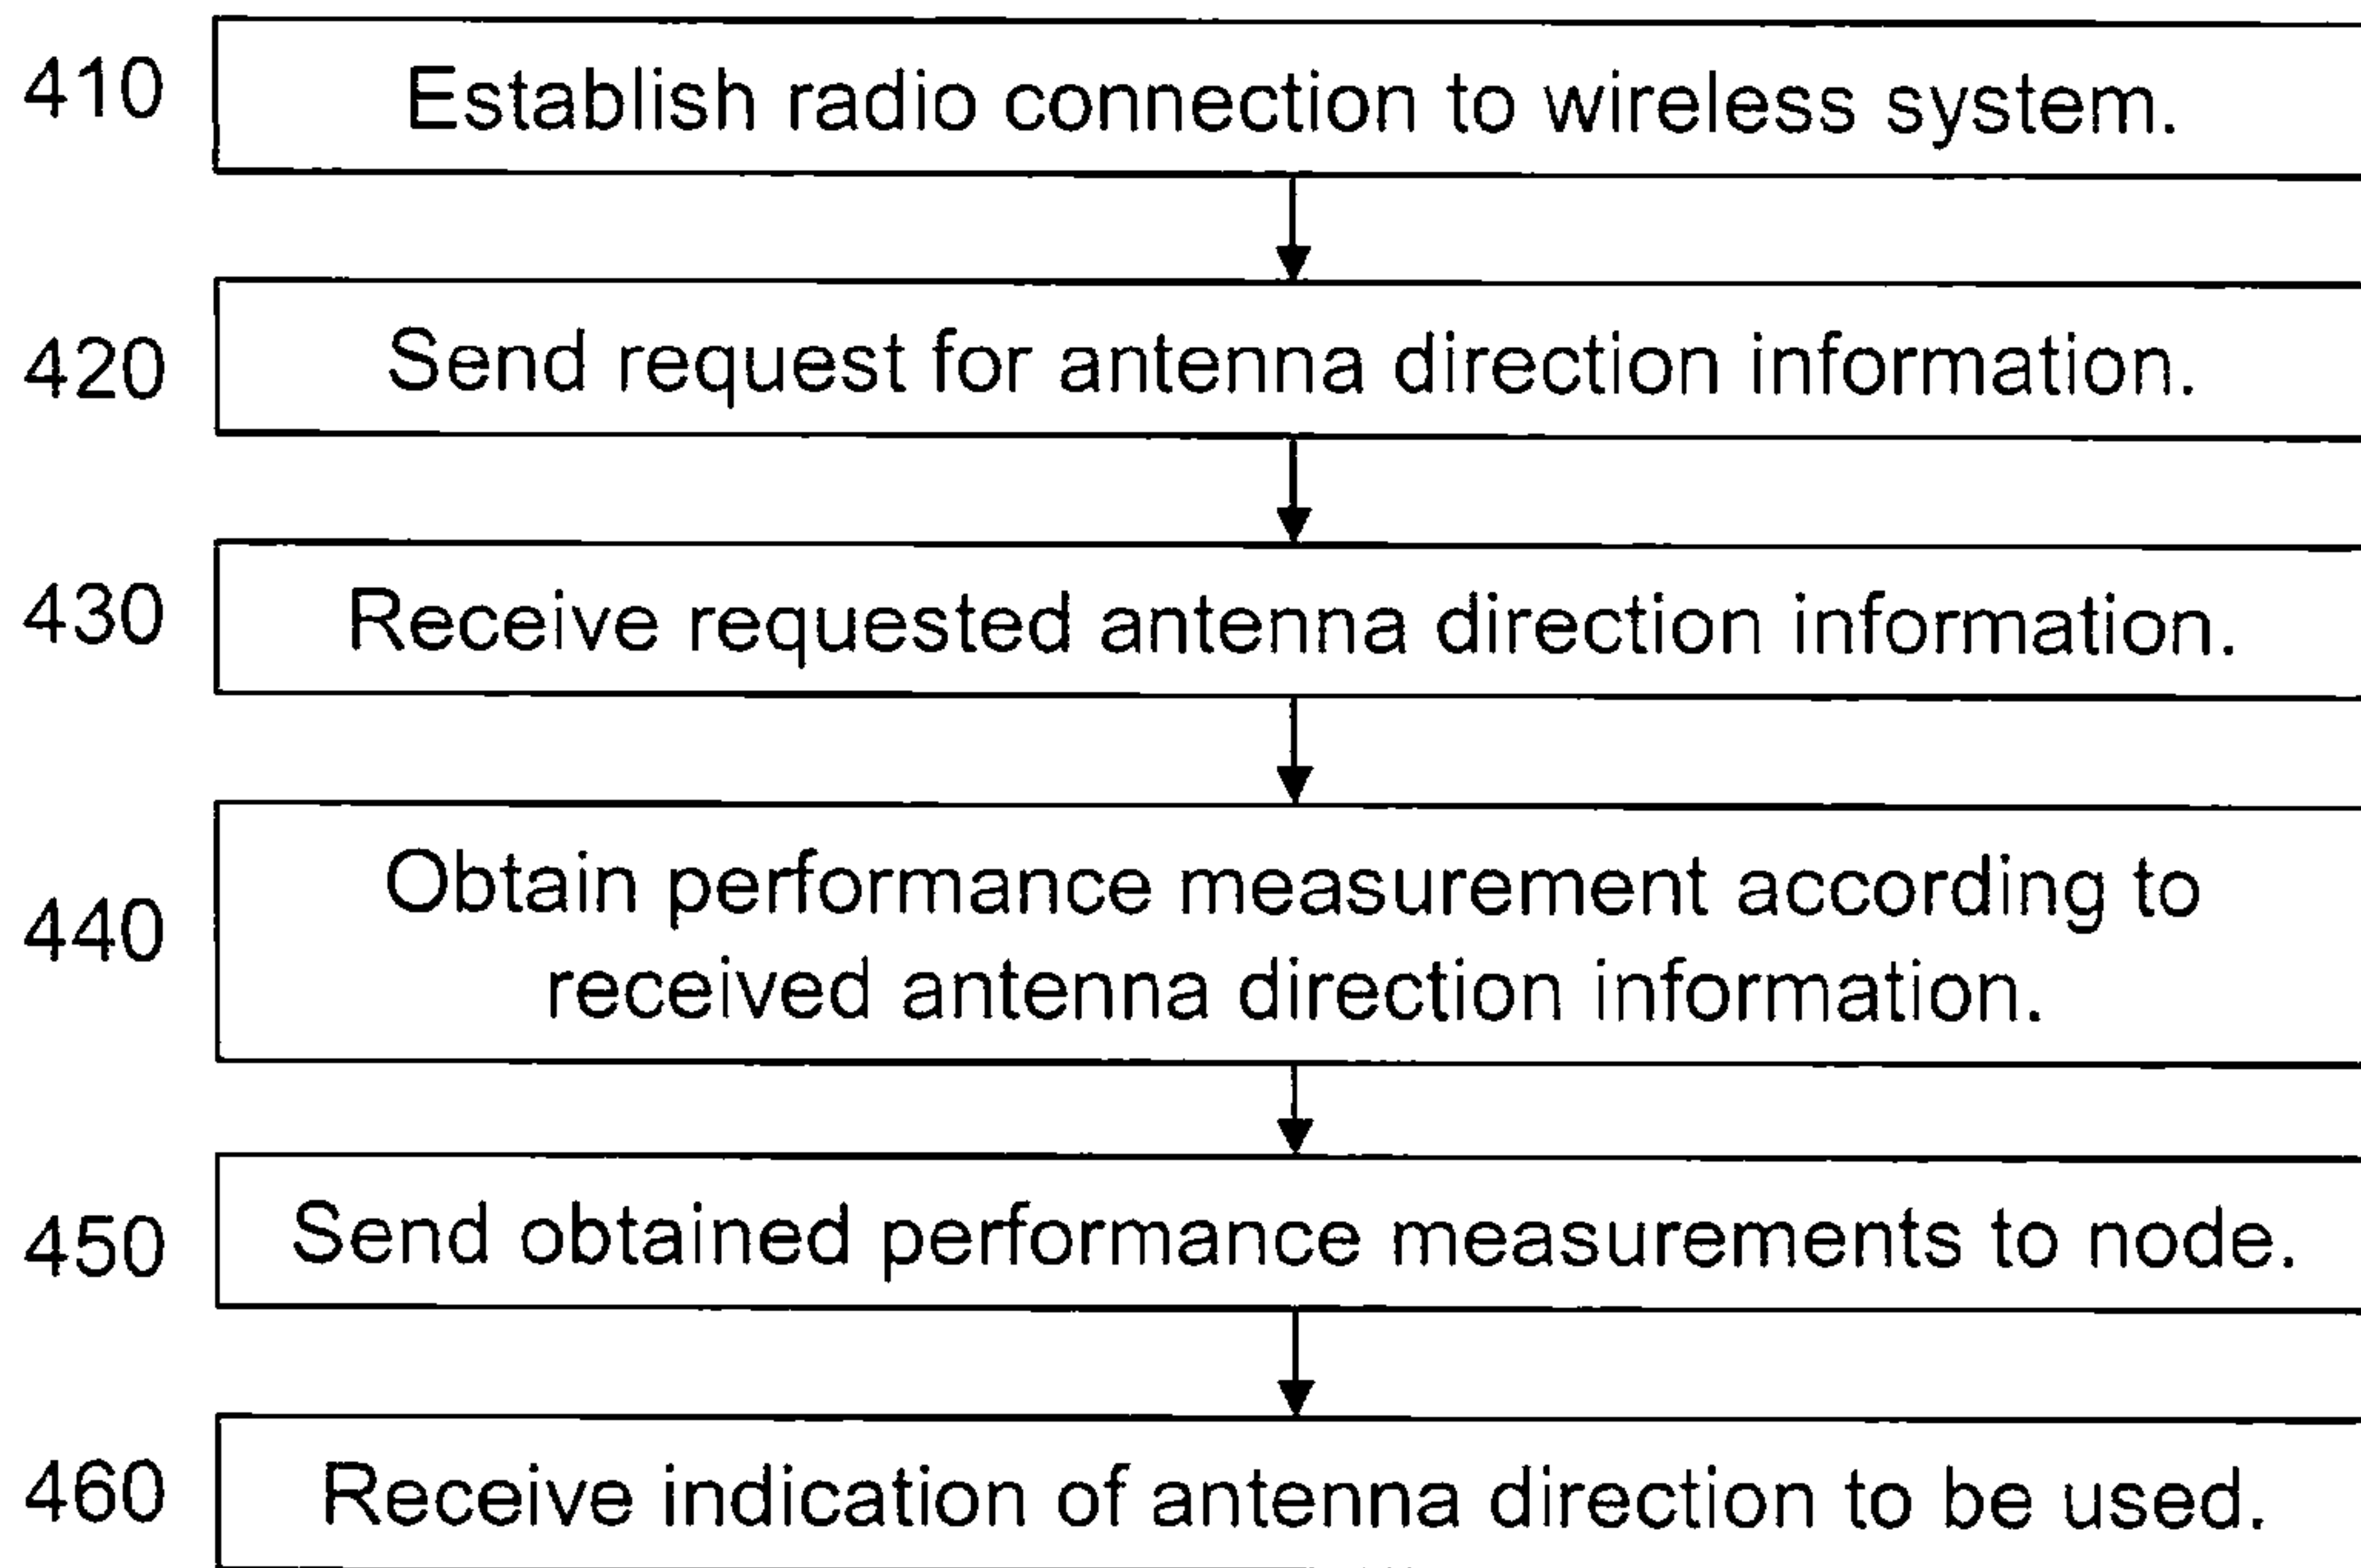 410 Establish radio connection to wireless system.
420 Send request for antenna direction information.
430 Receive requested antenna direction information.
440 Obtain performance measurement according to
received antenna direction information.
450 Send obtained performance measurements to node.
460 Receive indication of antenna direction to be used.